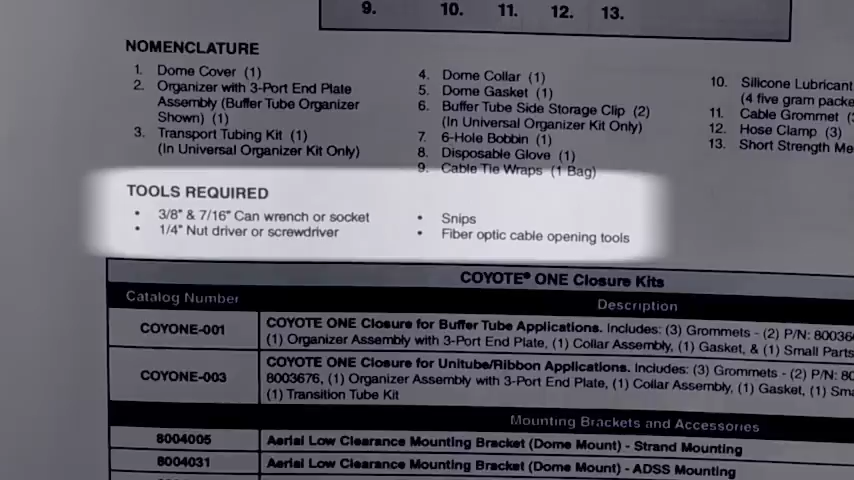 9. 10. 11. 12. 13.
NOMENCLATURE
1. Dome Cover (1)
2. Organizer with 3-Port End Plate
Assembly (Buffer Tube Organizer
Shown) (1)
3. Transport Tubing Kit (1)
(In Universal Organizer Kit Only)
4. Dome Collar (1)
5. Dome Gasket (1)
6. Buffer Tube Side Storage Clip (2)
(In Universal Organizer Kit Only)
7. 6-Hole Bobbin (1)
8. Disposable Glove (1)
9. Cable Tie Wraps (1 Bag)
10. Silicone Lubricant
(4 five gram packe
11. Cable Grommet (
12. Hose Clamp (3)
13. Short Strength Me
TOOLS REQUIRED
• 3/8" & 7/16" Can wrench or socket
• 1/4" Nut driver or screwdriver
• Snips
• Fiber optic cable opening tools
COYOTE® ONE Closure Kits
Catalog Number Description
COYONE-001 COYOTE ONE Closure for Buffer Tube Applications. Includes: (3) Grommets - (2) P/N: 80036
(1) Organizer Assembly with 3-Port End Plate, (1) Collar Assembly, (1) Gasket, & (1) Small Parts
COYONE-003 COYOTE ONE Closure for Unitube/Ribbon Applications. Includes: (3) Grommets - (2) P/N: 80
8003676, (1) Organizer Assembly with 3-Port End Plate, (1) Collar Assembly, (1) Gasket, (1) Sma
(1) Transition Tube Kit
Mounting Brackets and Accessories
8004005 Aerial Low Clearance Mounting Bracket (Dome Mount) - Strand Mounting
8004031 Aerial Low Clearance Mounting Bracket (Dome Mount) - ADSS Mounting